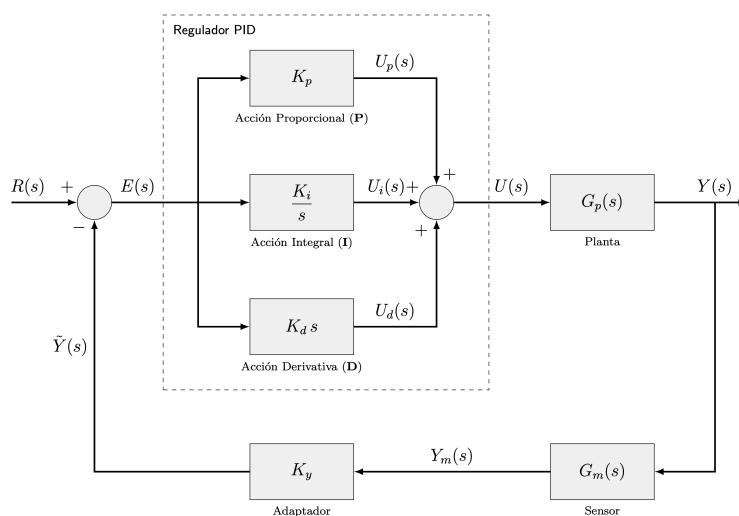 Regulador PID
K_p
U_p(s)
Acción Proporcional (P)
+
R(s)
+
E(s)
K_i
s
U_i(s)
+
U(s)
G_p(s)
Y(s)
−
+
Acción Integral (I)
Planta
K_d s
U_d(s)
Acción Derivativa (D)
Ỹ(s)
K_y
Y_m(s)
G_m(s)
Adaptador
Sensor